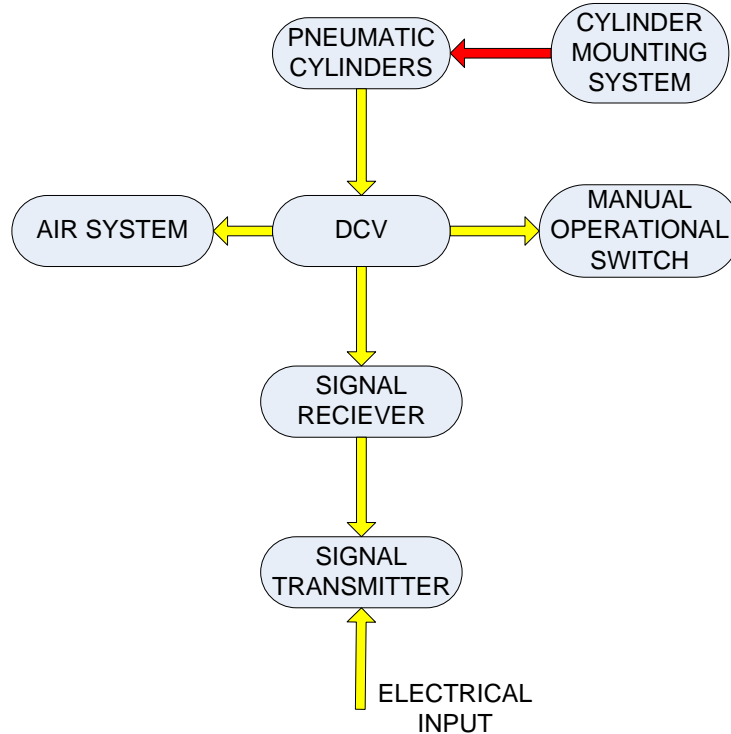 PNEUMATIC
CYLINDERS
CYLINDER
MOUNTING
SYSTEM
AIR SYSTEM
DCV
MANUAL
OPERATIONAL
SWITCH
SIGNAL
RECIEVER
SIGNAL
TRANSMITTER
ELECTRICAL
INPUT